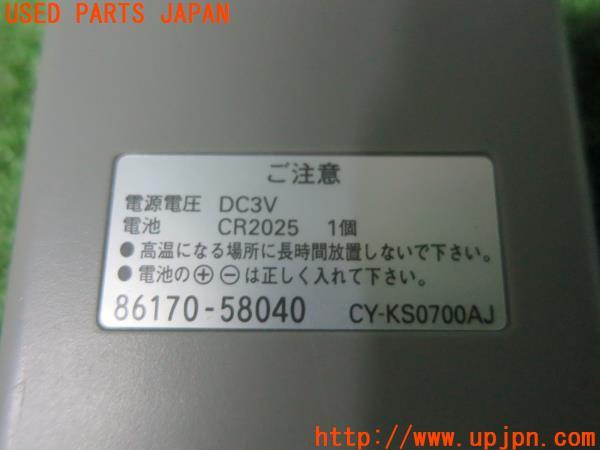 USED PARTS JAPAN
ご注意
電源電圧 DC3V
電池 CR2025 1個
●高温になる場所に長時間放置しないで下さい。
●電池の⊕⊖は正しく入れて下さい。
86170-58040 CY-KS0700AJ
http://www.upjpn.com